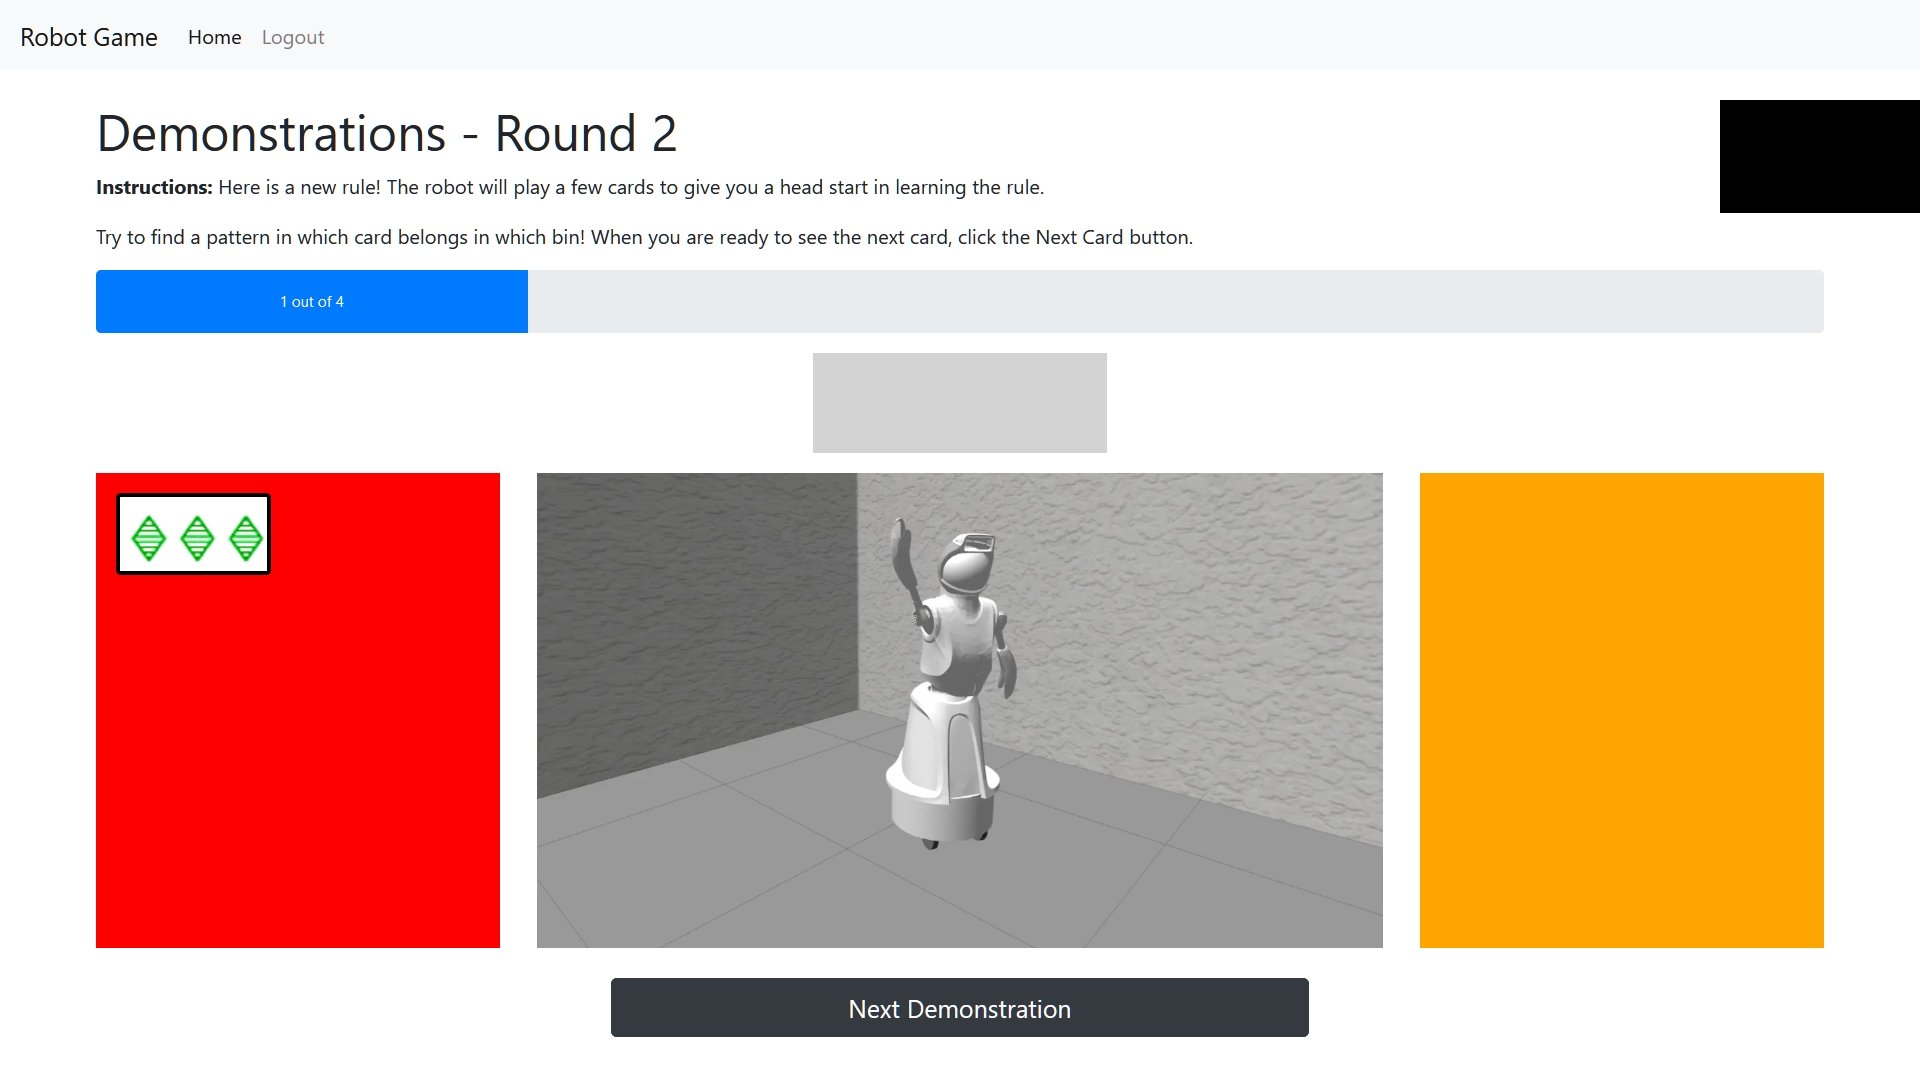 Robot Game Home Logout
Demonstrations - Round 2
Instructions: Here is a new rule! The robot will play a few cards to give you a head start in learning the rule.
Try to find a pattern in which card belongs in which bin! When you are ready to see the next card, click the Next Card button.
1 out of 4
Next Demonstration